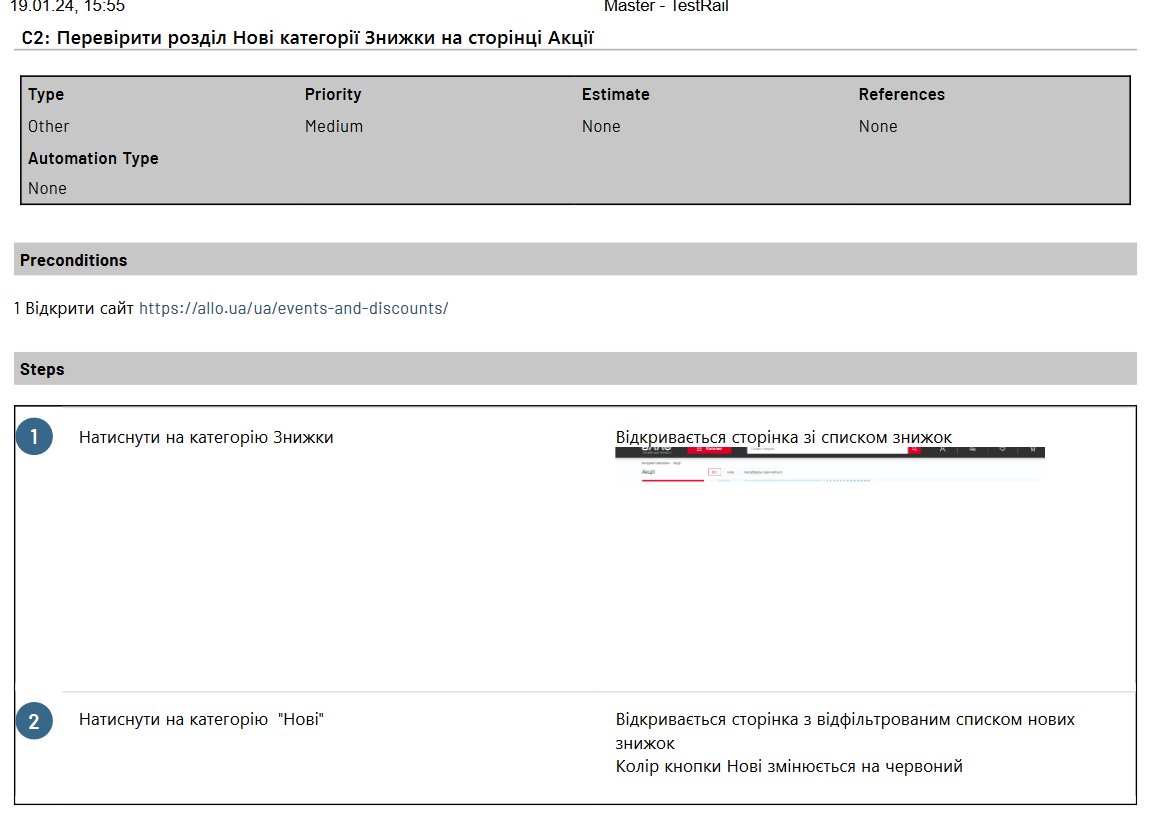 19.01.24, 15:55 Master - TestRail
C2: Перевірити розділ Нові категорії Знижки на сторінці Акції
Type Priority Estimate References
Other Medium None None
Automation Type
None
Preconditions
1 Відкрити сайт https://allo.ua/ua/events-and-discounts/
Steps
1 Натиснути на категорію Знижки Відкривається сторінка зі списком знижок
Каталог
Акції
2 Натиснути на категорію "Нові" Відкривається сторінка з відфільтрованим списком нових
знижок
Колір кнопки Нові змінюється на червоний